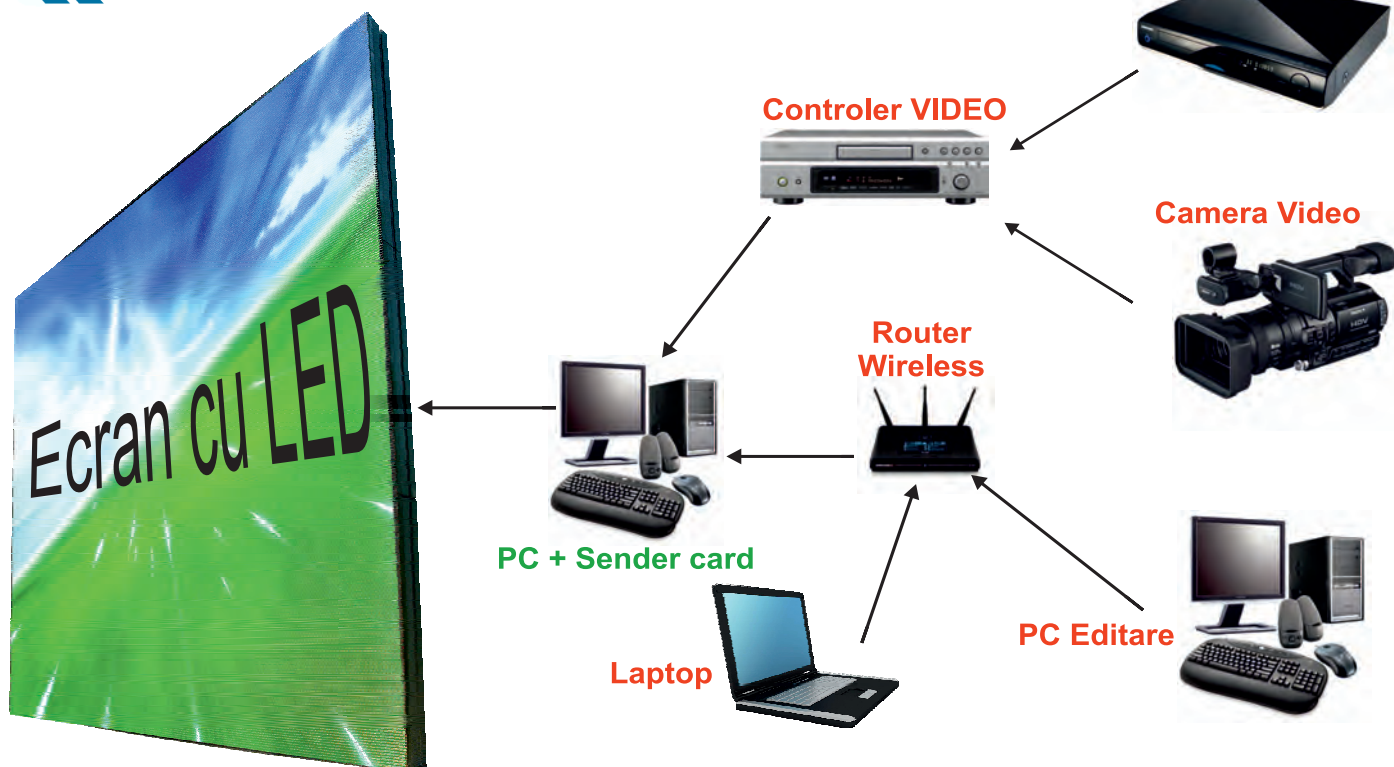 Controler VIDEO
Camera Video
Router
Wireless
Ecran cu LED
PC + Sender card
PC Editare
Laptop